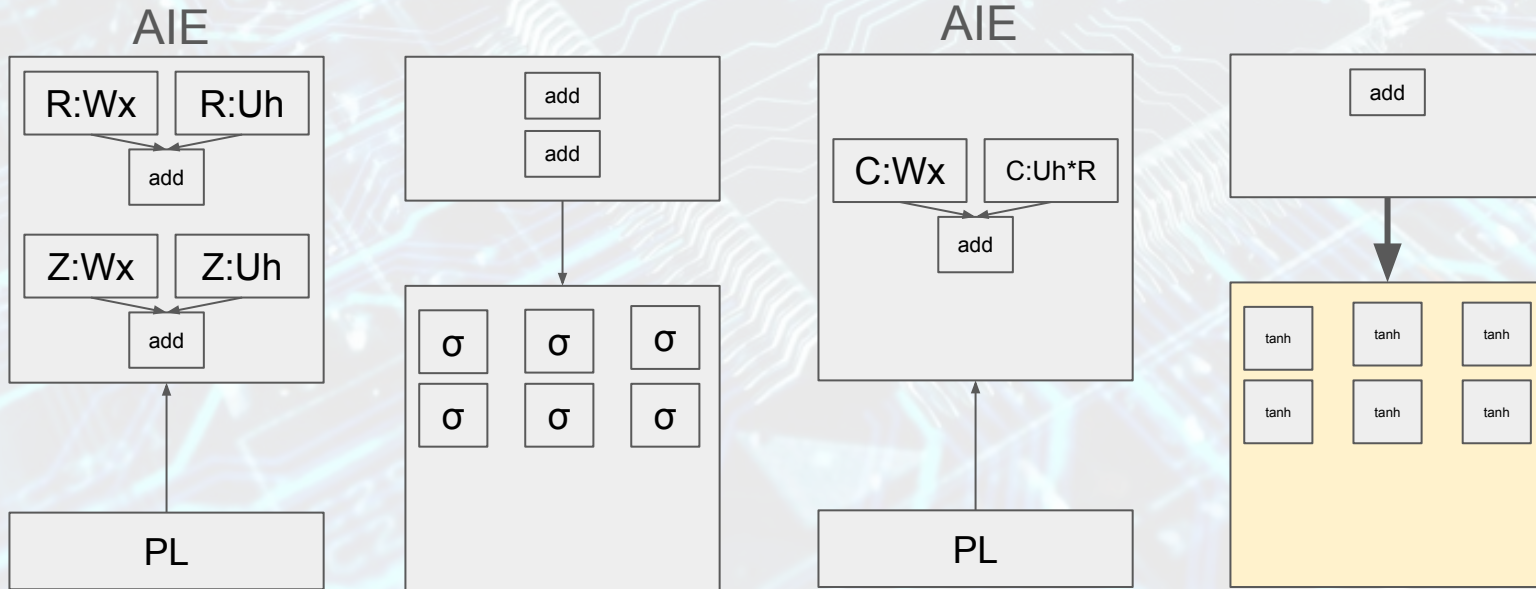 AIE
R:Wx R:Uh
add
Z:Wx Z:Uh
add
PL
add
add
σ σ σ
σ σ σ
AIE
C:Wx C:Uh*R
add
PL
add
tanh tanh tanh
tanh tanh tanh